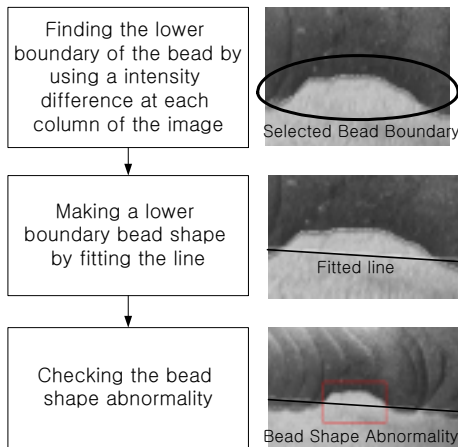 Finding the lower
boundary of the bead by
using a intensity
difference at each
column of the image
Selected Bead Boundary
Making a lower
boundary bead shape
by fitting the line
Fitted line
Checking the bead
shape abnormality
Bead Shape Abnormality